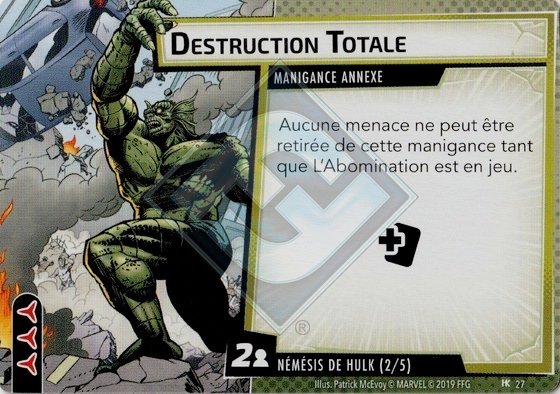 DESTRUCTION TOTALE
MANIGANCE ANNEXE
Aucune menace ne peut être
retirée de cette manigance tant
que L'Abomination est en jeu.
2
NÉMÉSIS DE HULK (2/5)
Illus. Patrick McEvoy © MARVEL © 2019 FFG
HK 27
®